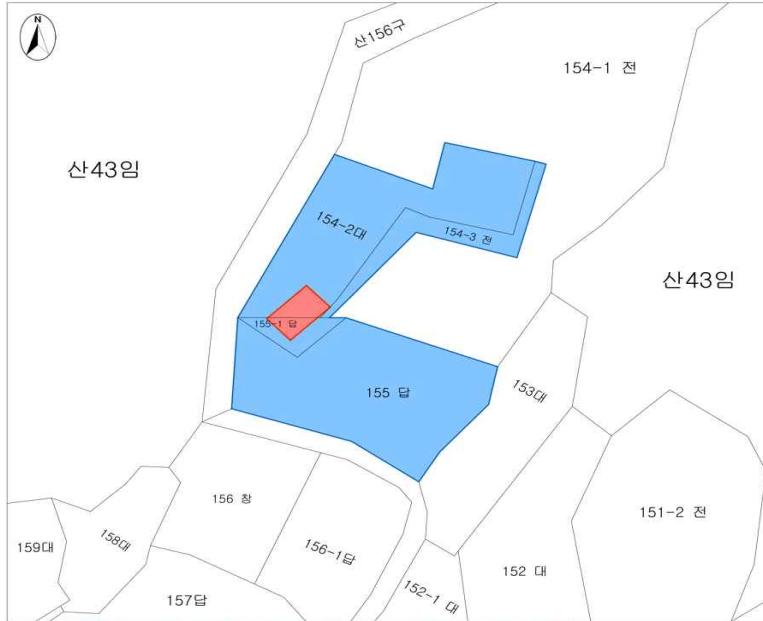 N
산156구
154-1 전
산43임
154-2대
154-3 전
산43임
155-1 답
155 답
153대
156 창
151-2 전
159대
158대
156-1답
152 대
157답
152-1 대